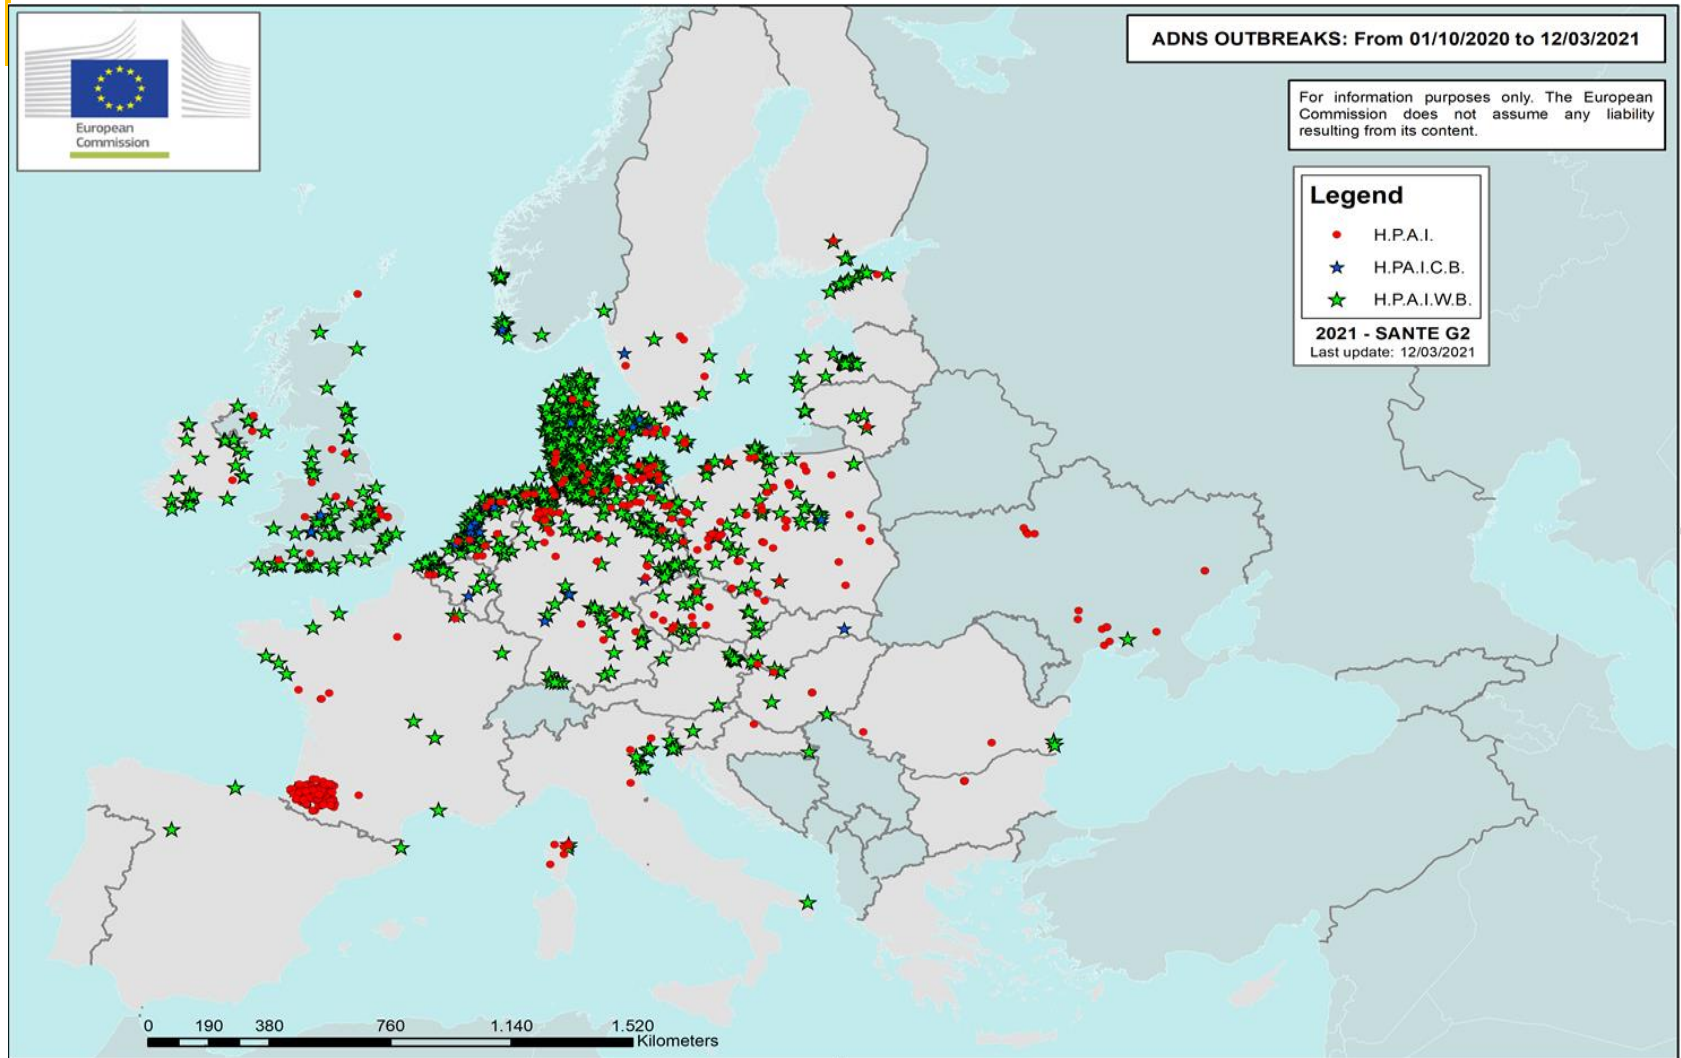 European
Commission
ADNS OUTBREAKS: From 01/10/2020 to 12/03/2021
For information purposes only. The European
Commission does not assume any liability
resulting from its content.
Legend
H.P.A.I.
H.PA.I.C.B.
H.P.A.I.W.B.
2021 - SANTE G2
Last update: 12/03/2021
0 190 380 760 1.140 1.520
Kilometers